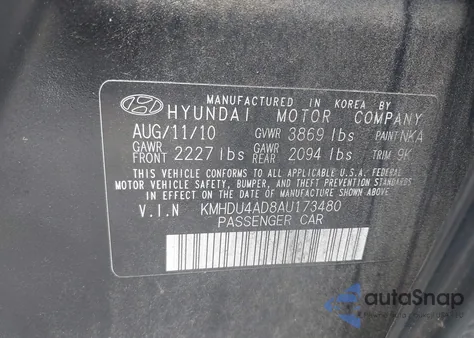 MANUFACTURED IN KOREA BY
HYUNDAI MOTOR COMPANY
AUG/11/10 GVWR 3869 lbs PAINT NKA
GAWR FRONT 2227 lbs GAWR REAR 2094 lbs TRIM 9K
THIS VEHICLE CONFORMS TO ALL APPLICABLE U.S.A. FEDERAL
MOTOR VEHICLE SAFETY, BUMPER, AND THEFT PREVENTION STANDARDS
IN EFFECT ON THE DATE OF MANUFACTURE SHOWN ABOVE.
V.I.N KMHDU4AD8AU173480
PASSENGER CAR
autoSnap